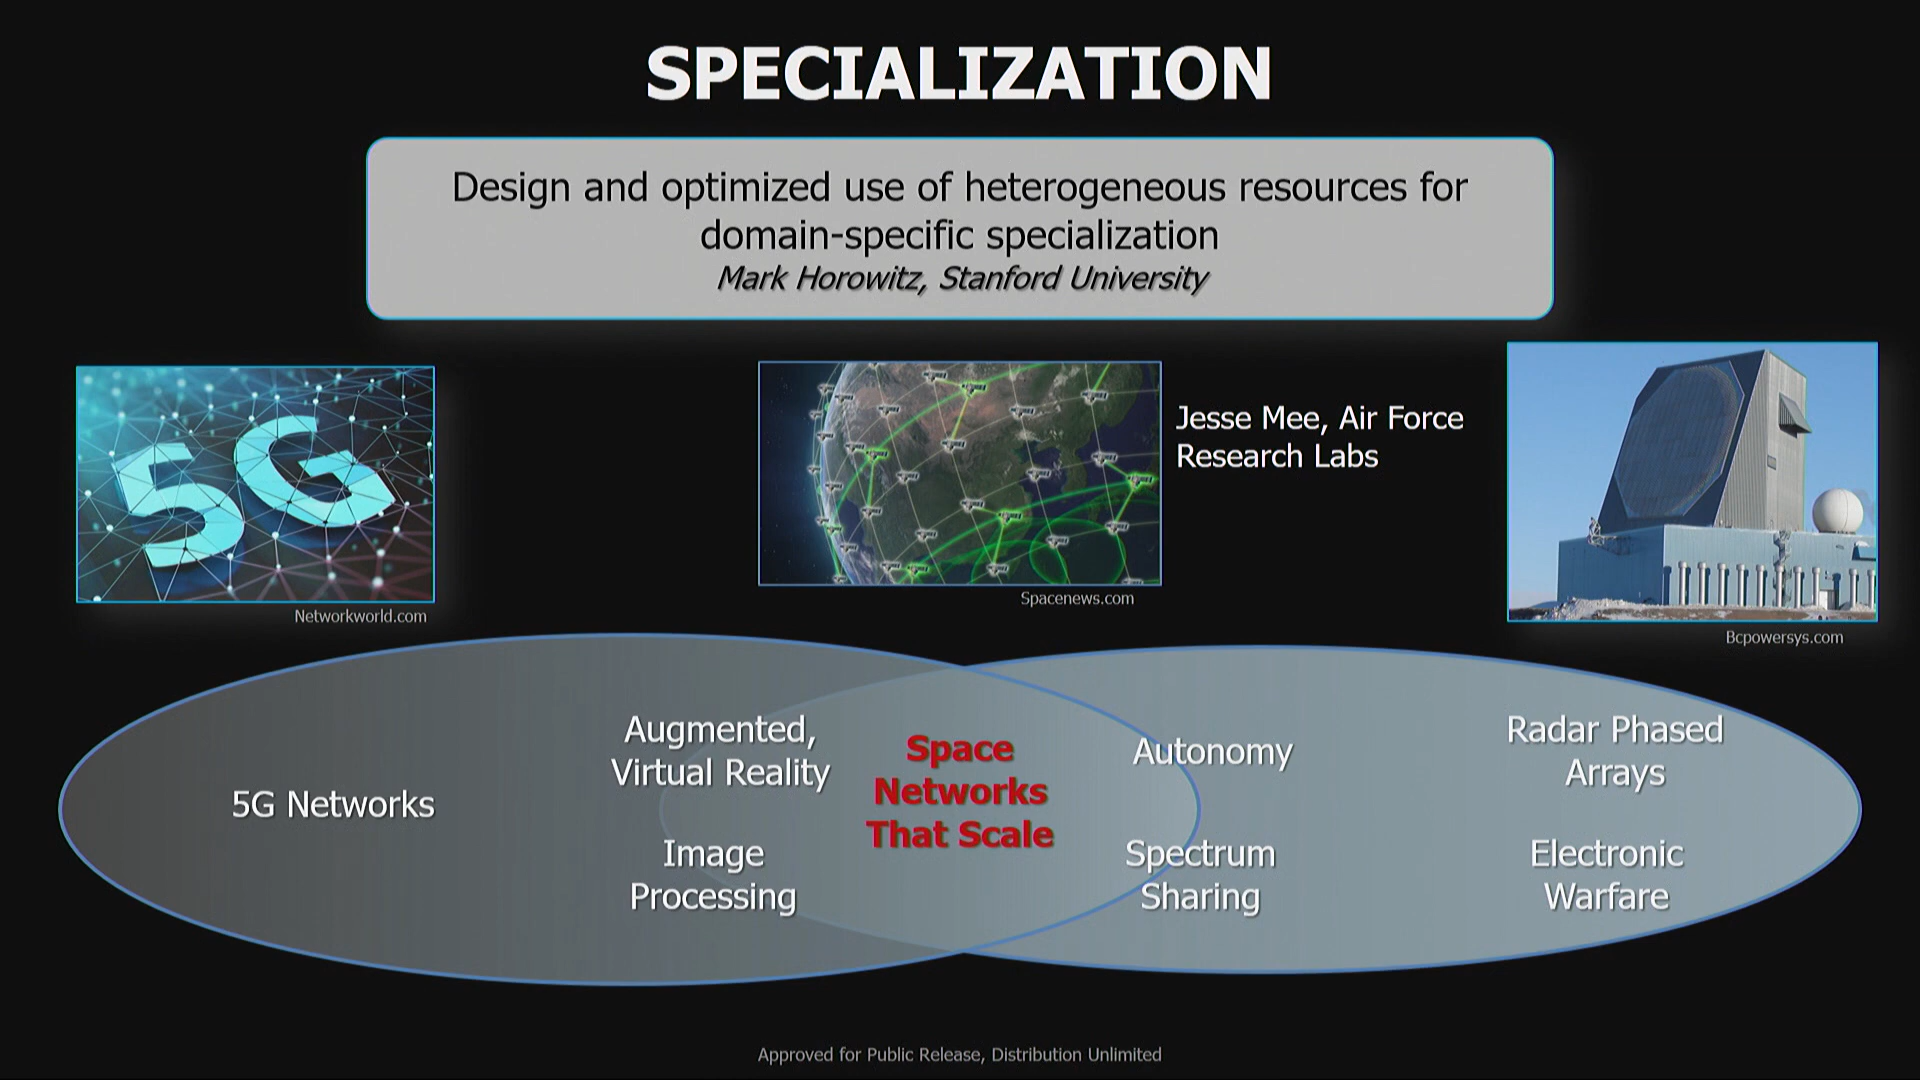 SPECIALIZATION
Design and optimized use of heterogeneous resources for
domain-specific specialization
Mark Horowitz, Stanford University
5G
Networkworld.com
Spacenews.com
Jesse Mee, Air Force
Research Labs
Bcpowersys.com
5G Networks
Augmented,
Virtual Reality
Image
Processing
Space
Networks
That Scale
Autonomy
Spectrum
Sharing
Radar Phased
Arrays
Electronic
Warfare
Approved for Public Release, Distribution Unlimited